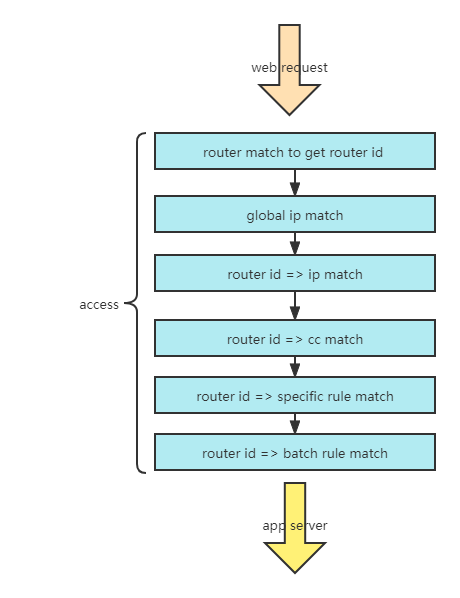 web request
router match to get router id
global ip match
router id => ip match
access
router id => cc match
router id => specific rule match
router id => batch rule match
app server